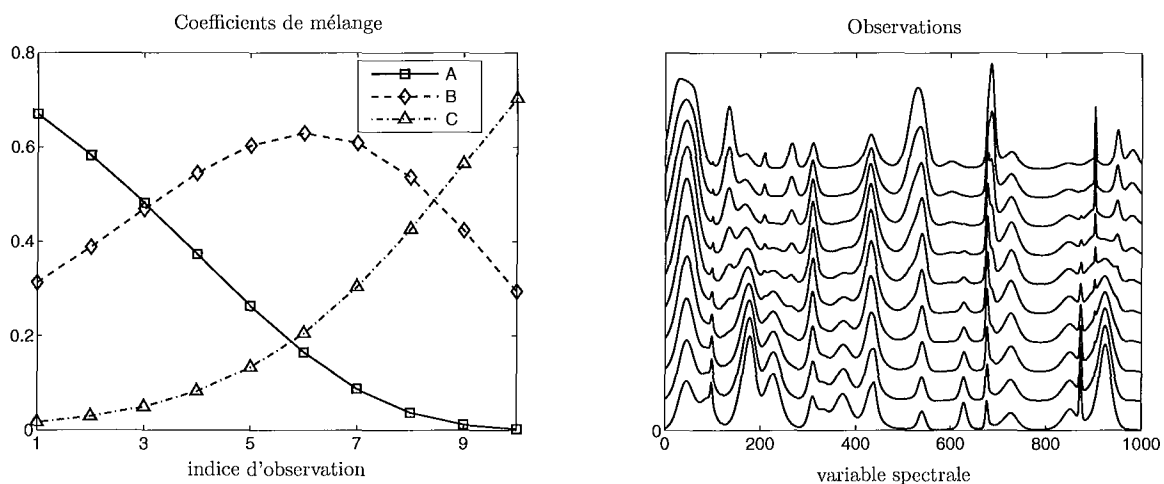 Coefficients de mélange
0.8
0.6
0.4
0.2
0
A
B
C
1 3 5 7 9
indice d'observation
Observations
0
0 200 400 600 800 1000
variable spectrale